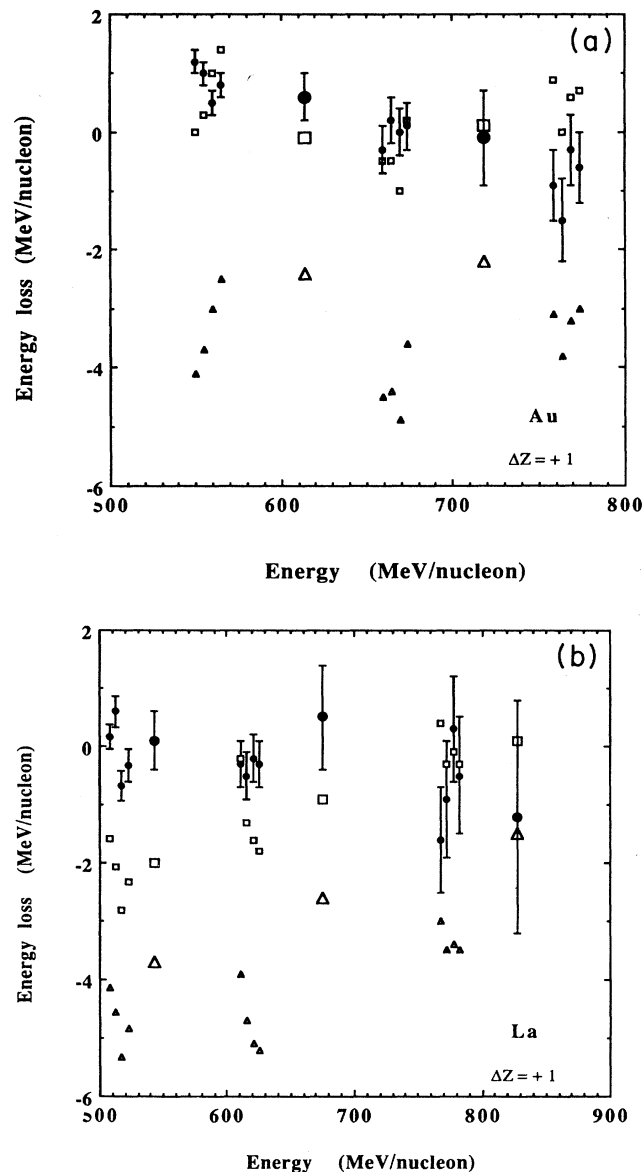 (a)
2
0
-2
-4
-6
Energy loss (MeV/nucleon)
Au
ΔZ = + 1
500 600 700 800
Energy (MeV/nucleon)
(b)
2
0
-2
-4
-6
Energy loss (MeV/nucleon)
La
ΔZ = + 1
500 600 700 800 900
Energy (MeV/nucleon)